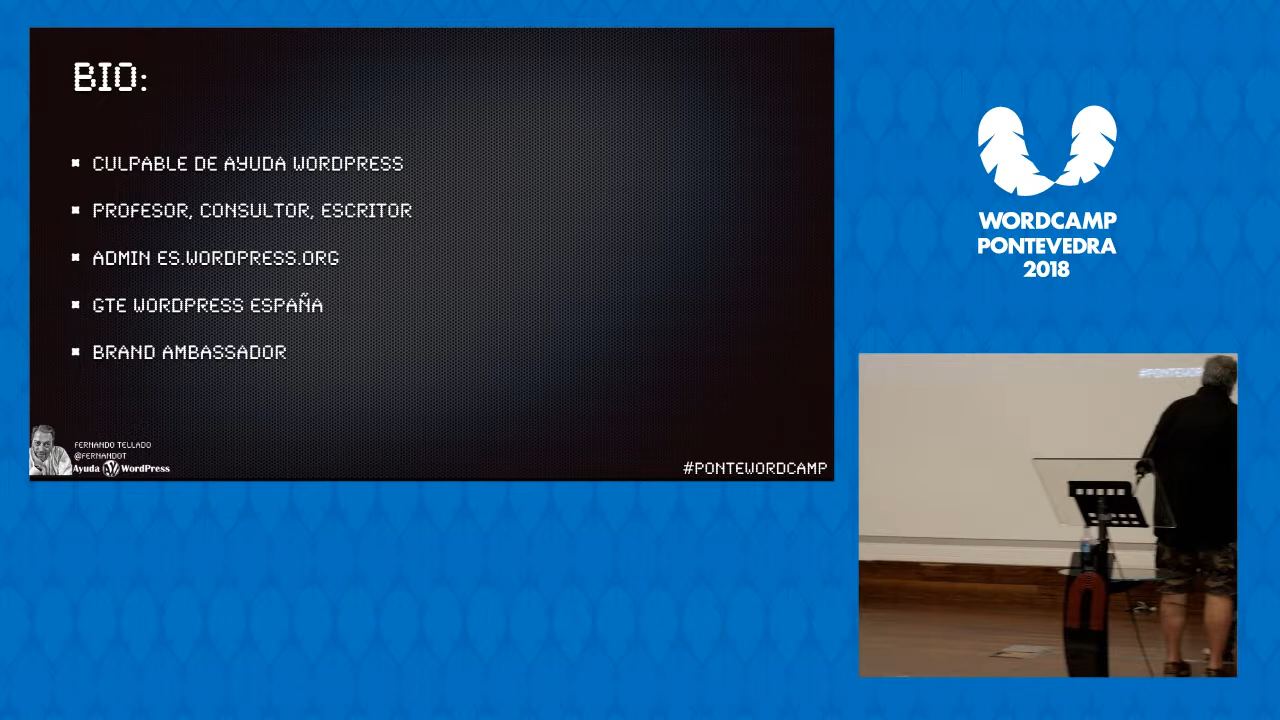 BIO:
CULPABLE DE AYUDA WORDPRESS
PROFESOR, CONSULTOR, ESCRITOR
ADMIN ES.WORDPRESS.ORG
GTE WORDPRESS ESPAÑA
BRAND AMBASSADOR
FERNANDO TELLADO
@FERNANDOT
Ayuda WordPress
#PONTEWORDCAMP
WORDCAMP
PONTEVEDRA
2018